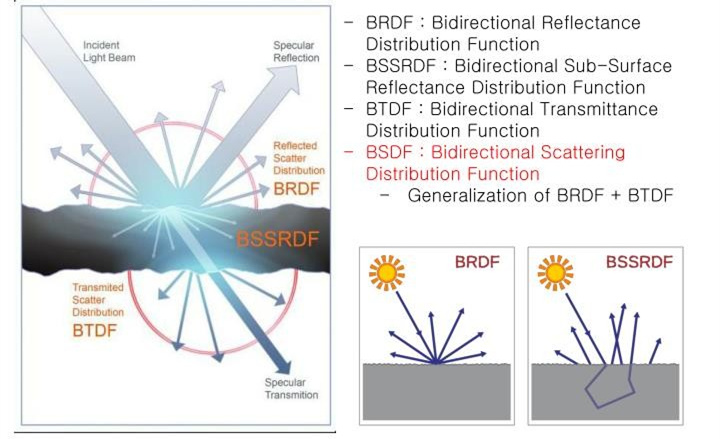 Incident
Light Beam
Specular
Reflection
Reflected
Scatter
Distribution
BRDF
BSSRDF
Transmited
Scatter
Distribution
BTDF
Specular
Transmition
- BRDF : Bidirectional Reflectance
Distribution Function
- BSSRDF : Bidirectional Sub-Surface
Reflectance Distribution Function
- BTDF : Bidirectional Transmittance
Distribution Function
- BSDF : Bidirectional Scattering
Distribution Function
- Generalization of BRDF + BTDF
BRDF
BSSRDF